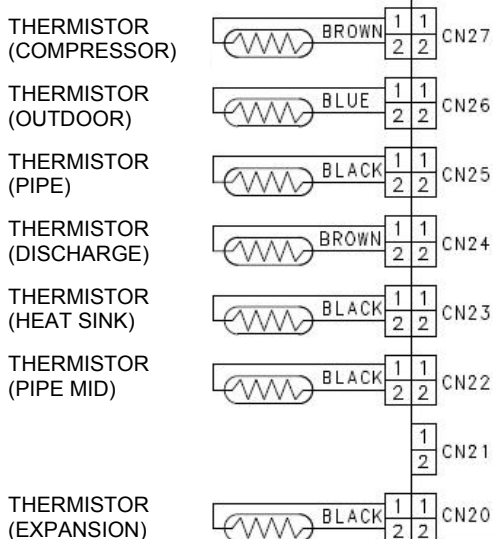 THERMISTOR
(COMPRESSOR)
BROWN
1 1
2 2
CN27
THERMISTOR
(OUTDOOR)
BLUE
1 1
2 2
CN26
THERMISTOR
(PIPE)
BLACK
1 1
2 2
CN25
THERMISTOR
(DISCHARGE)
BROWN
1 1
2 2
CN24
THERMISTOR
(HEAT SINK)
BLACK
1 1
2 2
CN23
THERMISTOR
(PIPE MID)
BLACK
1 1
2 2
CN22
1
2
CN21
THERMISTOR
(EXPANSION)
BLACK
1 1
2 2
CN20